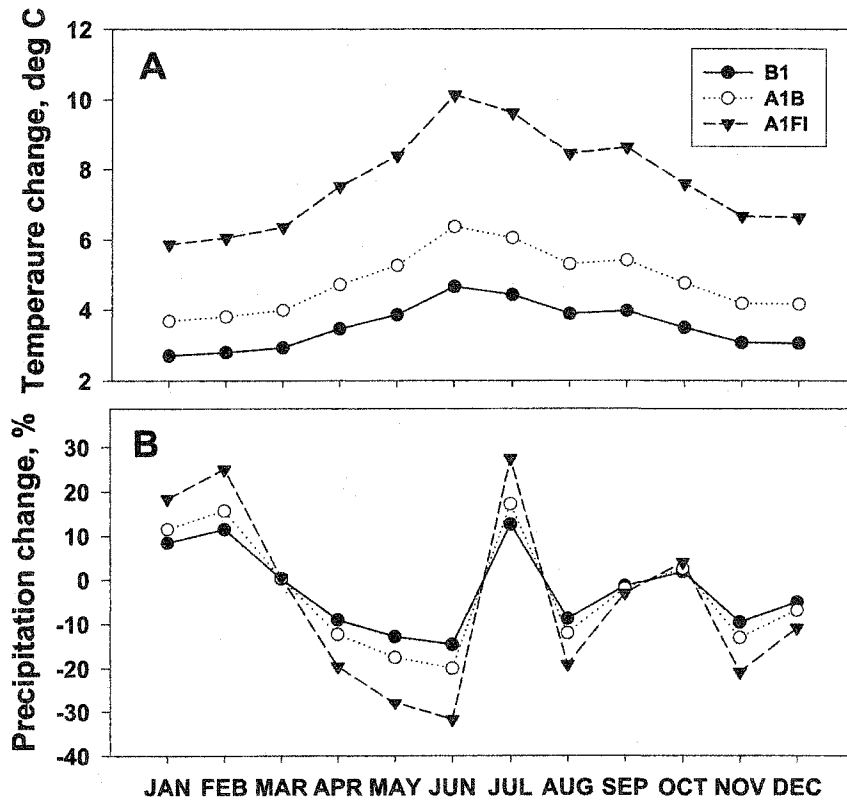 Temperaure change, deg C
12
10
8
6
4
2
A
B1
A1B
A1FI
Precipitation change, %
30
20
10
0
-10
-20
-30
-40
B
JAN FEB MAR APR MAY JUN JUL AUG SEP OCT NOV DEC